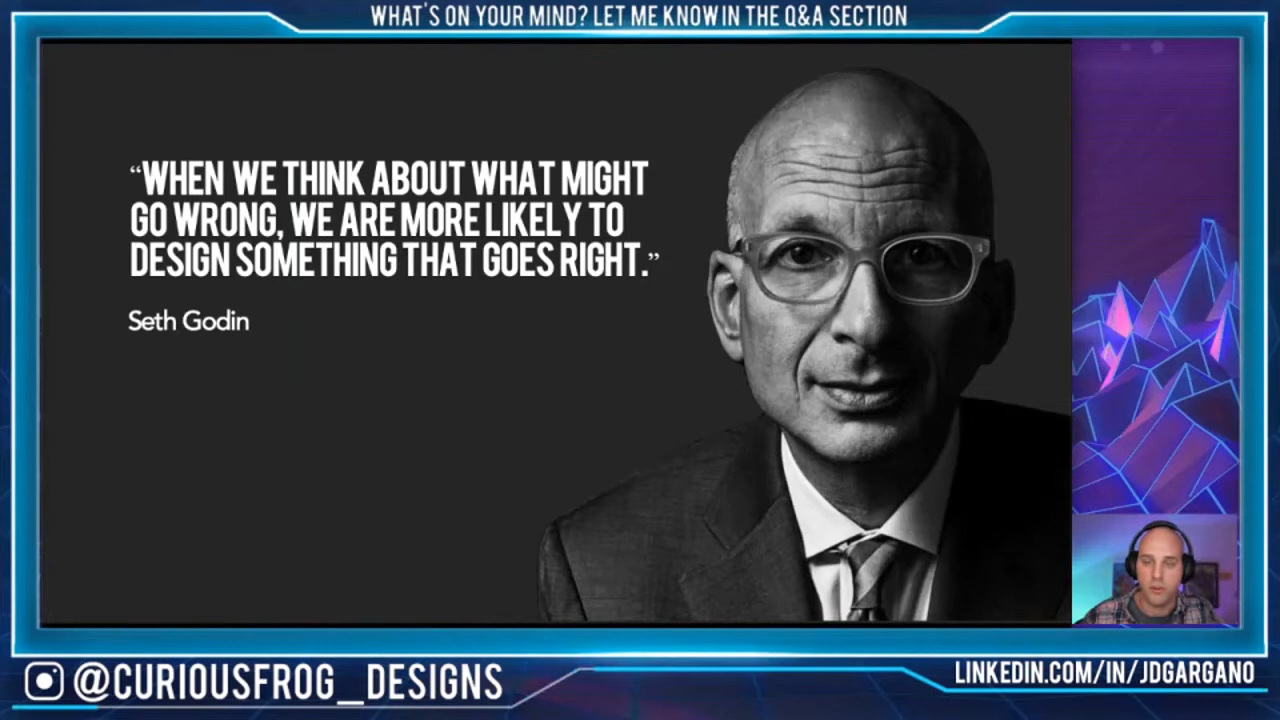 WHAT'S ON YOUR MIND? LET ME KNOW IN THE Q&A SECTION
“WHEN WE THINK ABOUT WHAT MIGHT
GO WRONG, WE ARE MORE LIKELY TO
DESIGN SOMETHING THAT GOES RIGHT.”
Seth Godin
@CURIOUSFROG_DESIGNS
LINKEDIN.COM/IN/JDGARGANO